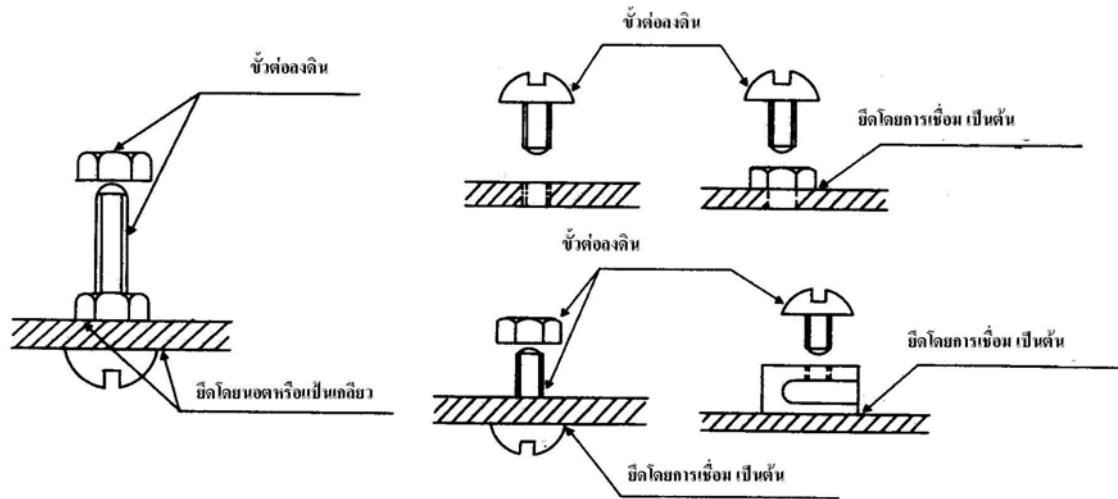 ขั้วต่อลงดิน
ขั้วต่อลงดิน
ยึดโดยการเชื่อม เป็นต้น
ขั้วต่อลงดิน
ยึดโดยการเชื่อม เป็นต้น
ยึดโดยนอตหรือแป้นเกลียว
ยึดโดยการเชื่อม เป็นต้น